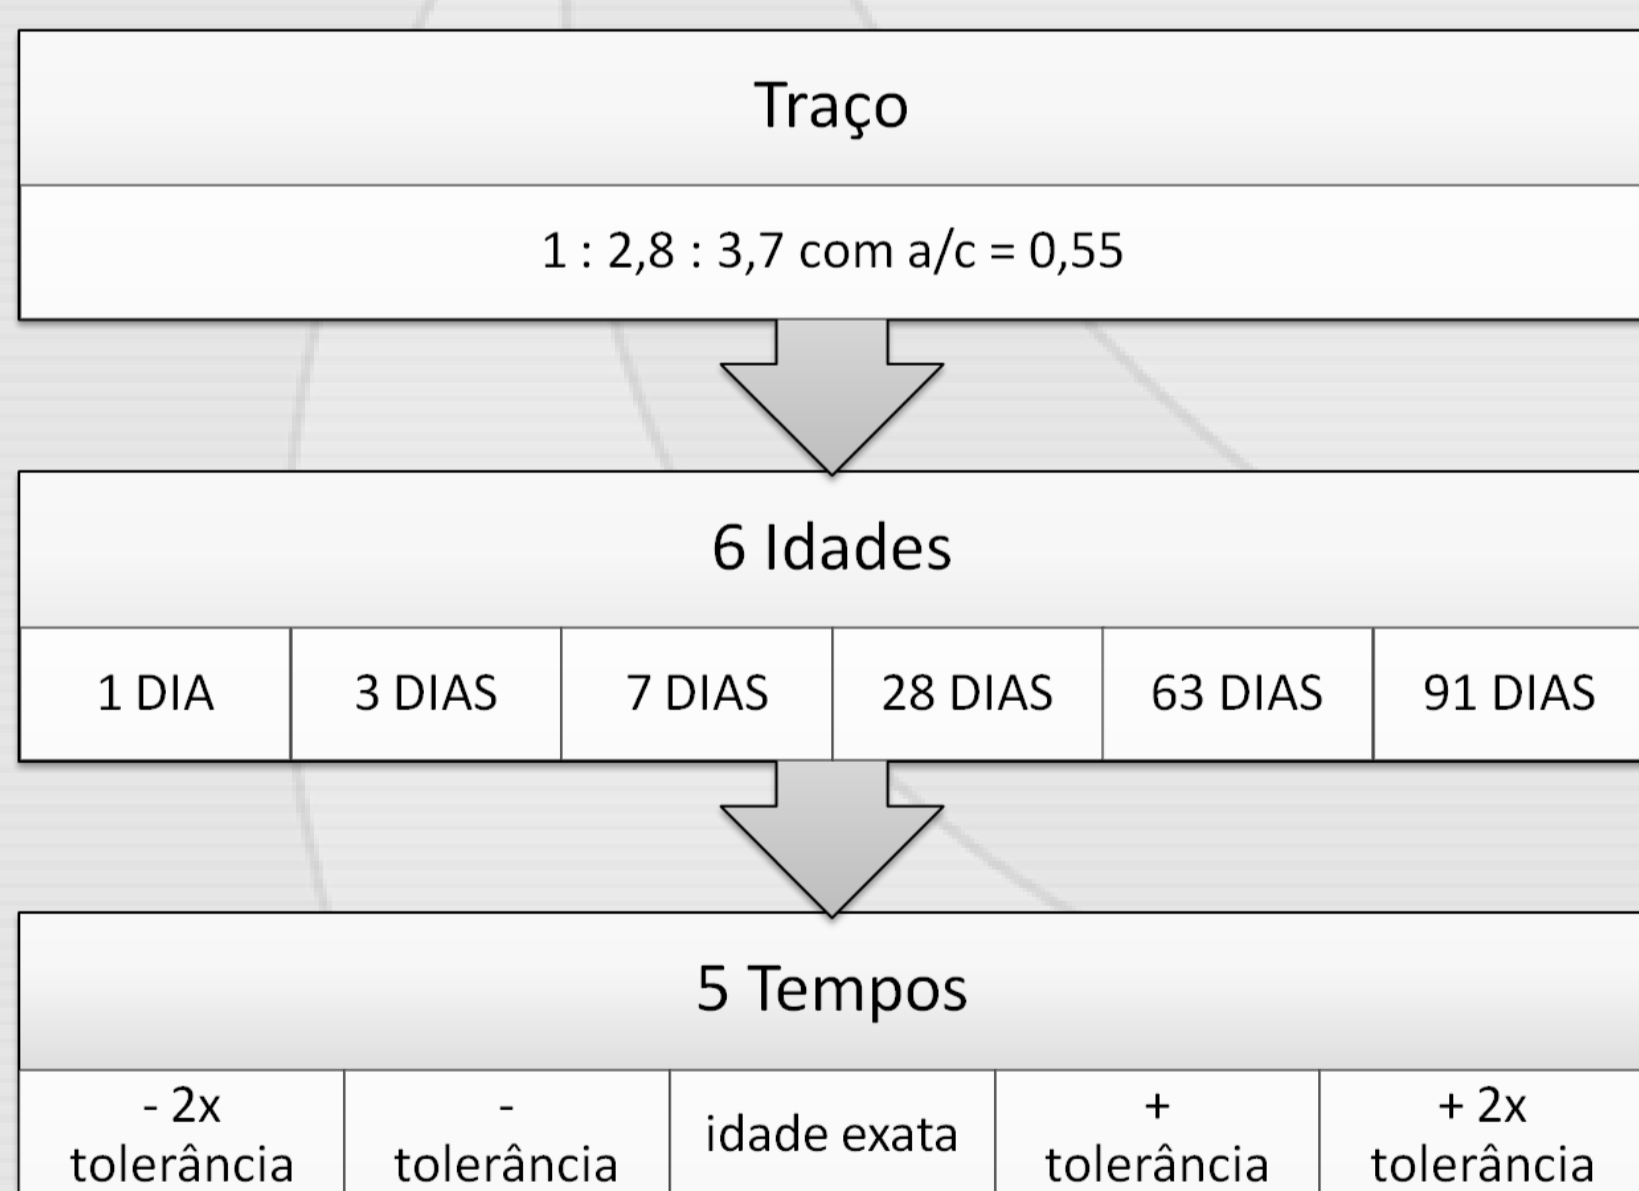 Traço
1 : 2,8 : 3,7 com a/c = 0,55
6 Idades
1 DIA
3 DIAS
7 DIAS
28 DIAS
63 DIAS
91 DIAS
5 Tempos
- 2x
tolerância
-
tolerância
idade exata
+
tolerância
+ 2x
tolerância